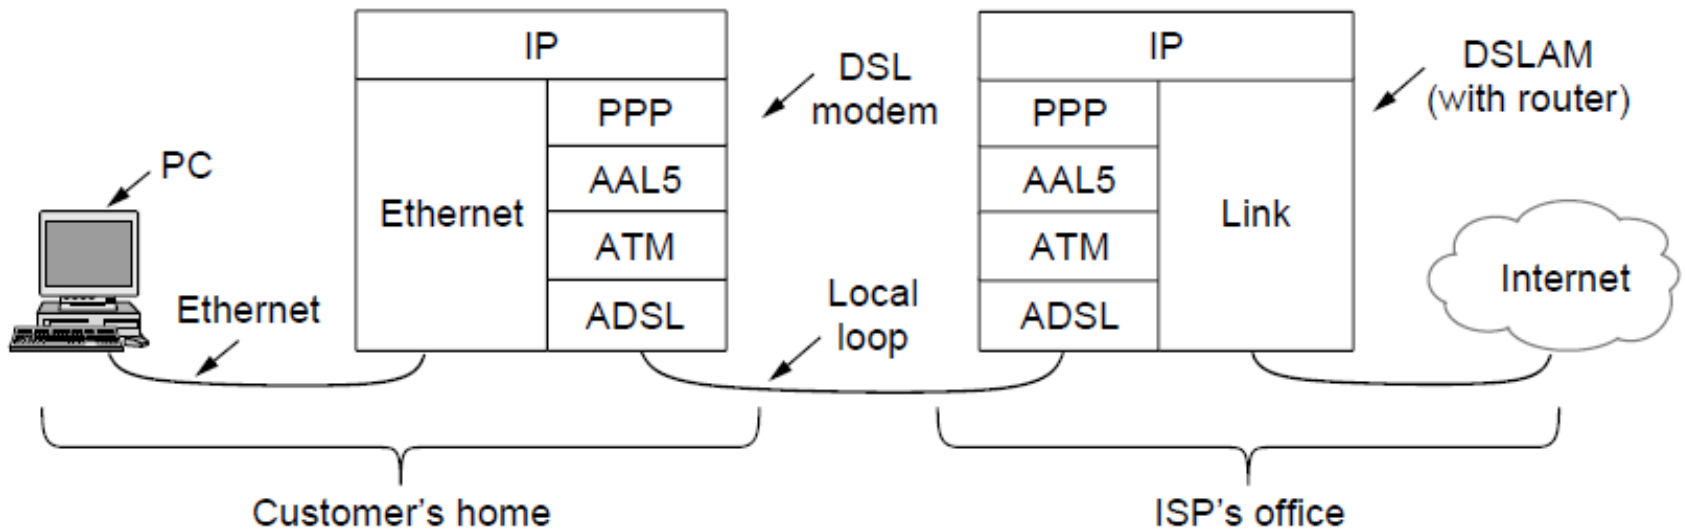 IP
Ethernet
PPP
AAL5
ATM
ADSL
DSL
modem
PC
Ethernet
Local
loop
IP
PPP
AAL5
ATM
ADSL
Link
DSLAM
(with router)
Internet
Customer's home
ISP's office